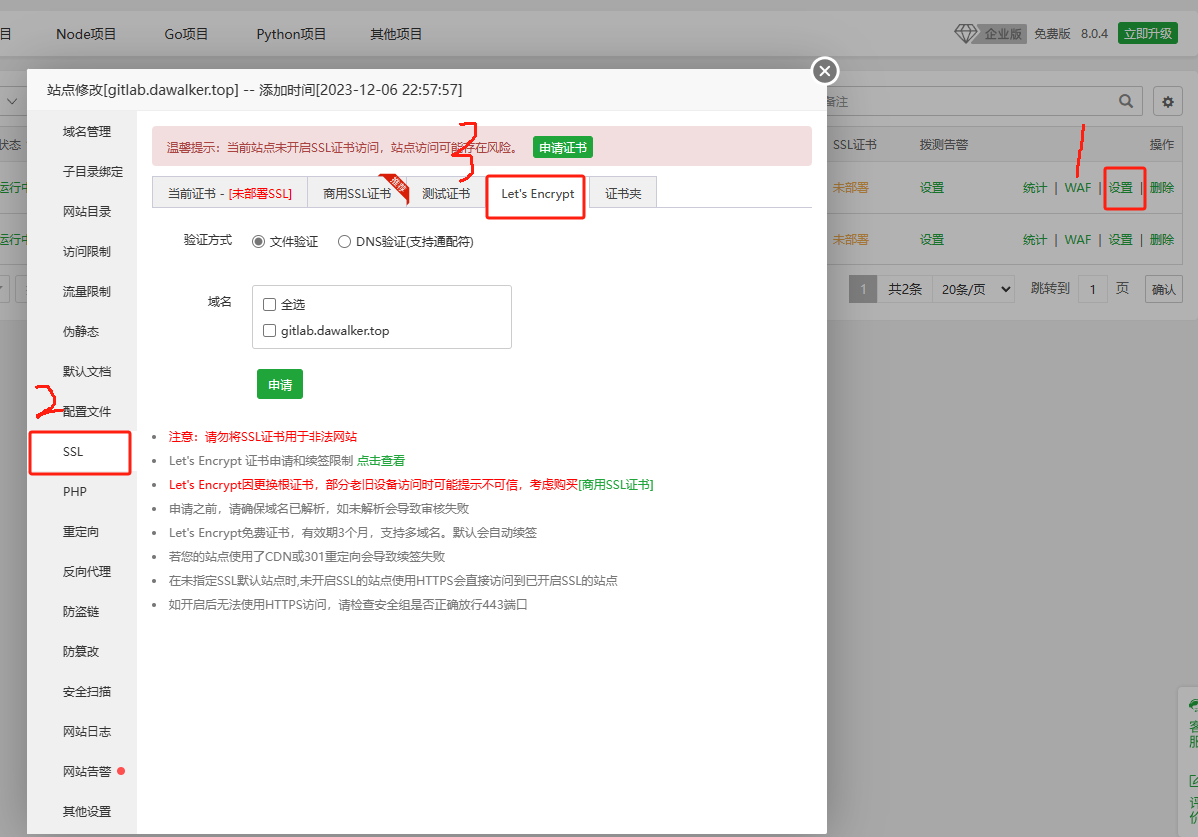 目 Node项目 Go项目 Python项目 其他项目 企业版 免费版 8.0.4 立即升级
备注
站点修改[gitlab.dawalker.top] -- 添加时间[2023-12-06 22:57:57]
状态 SSL证书 拨测告警 操作
运行中 未部署 设置 统计 | WAF | 设置 | 删除
运行中 未部署 设置 统计 | WAF | 设置 | 删除
1 共2条 20条/页 跳转到 1 页 确认
1
2
3
域名管理
子目录绑定
网站目录
访问限制
流量限制
伪静态
默认文档
配置文件
SSL
PHP
重定向
反向代理
防盗链
防篡改
安全扫描
网站日志
网站告警
其他设置
温馨提示：当前站点未开启SSL证书访问，站点访问可能存在风险。 申请证书
当前证书 - [未部署SSL] 商用SSL证书 推荐 测试证书 Let's Encrypt 证书夹
验证方式 文件验证 DNS验证(支持通配符)
域名 全选
gitlab.dawalker.top
申请
注意：请勿将SSL证书用于非法网站
Let's Encrypt 证书申请和续签限制 点击查看
Let's Encrypt因更换根证书，部分老旧设备访问时可能提示不可信，考虑购买[商用SSL证书]
申请之前，请确保域名已解析，如未解析会导致审核失败
Let's Encrypt免费证书，有效期3个月，支持多域名。默认会自动续签
若您的站点使用了CDN或301重定向会导致续签失败
在未指定SSL默认站点时,未开启SSL的站点使用HTTPS会直接访问到已开启SSL的站点
如开启后无法使用HTTPS访问，请检查安全组是否正确放行443端口
客服
评价